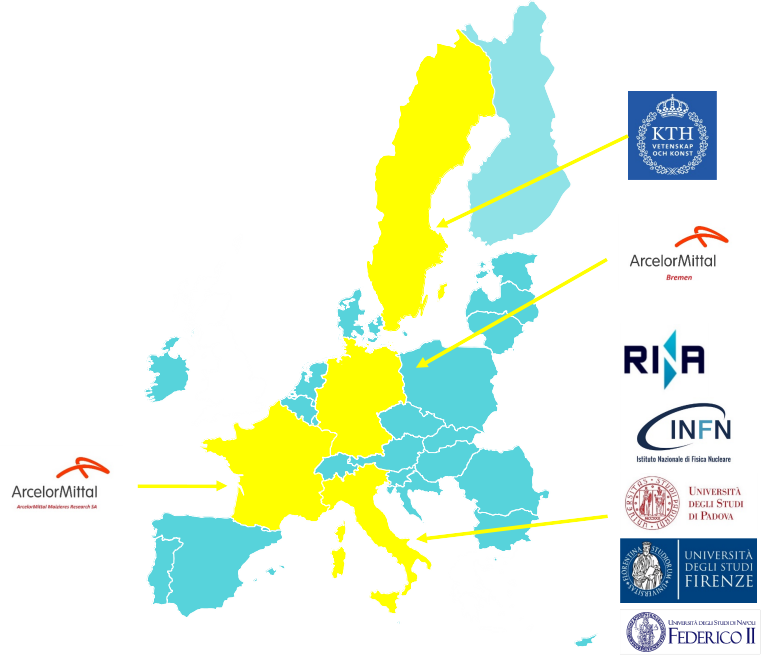 KTH
VETENSKAP
OCH KONST
ArcelorMittal
Bremen
RINA
INFN
Istituto Nazionale di Fisica Nucleare
ArcelorMittal
ArcelorMittal Maizieres Research SA
UNIVERSITÀ
DEGLI STUDI
DI PADOVA
UNIVERSITÀ
DEGLI STUDI
FIRENZE
UNIVERSITÀ DEGLI STUDI DI NAPOLI
FEDERICO II